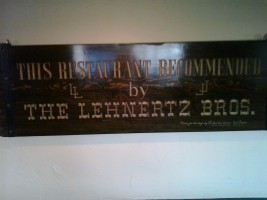 THIS RESTAURANT RECOMMENDED
by
THE LEHNERTZ BROS.